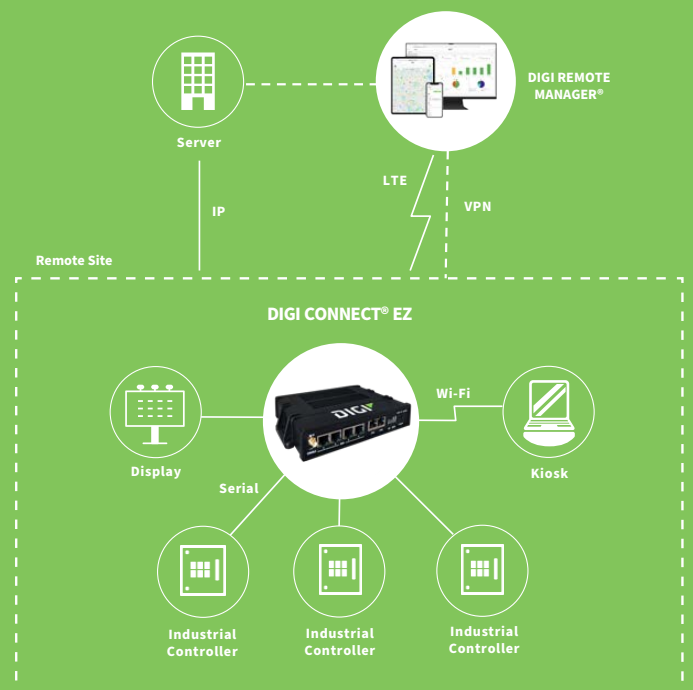 DIGI REMOTE
MANAGER®
Server
LTE
IP
VPN
Remote Site
DIGI CONNECT® EZ
DIGI
Wi-Fi
Display
Kiosk
Serial
Industrial
Controller
Industrial
Controller
Industrial
Controller